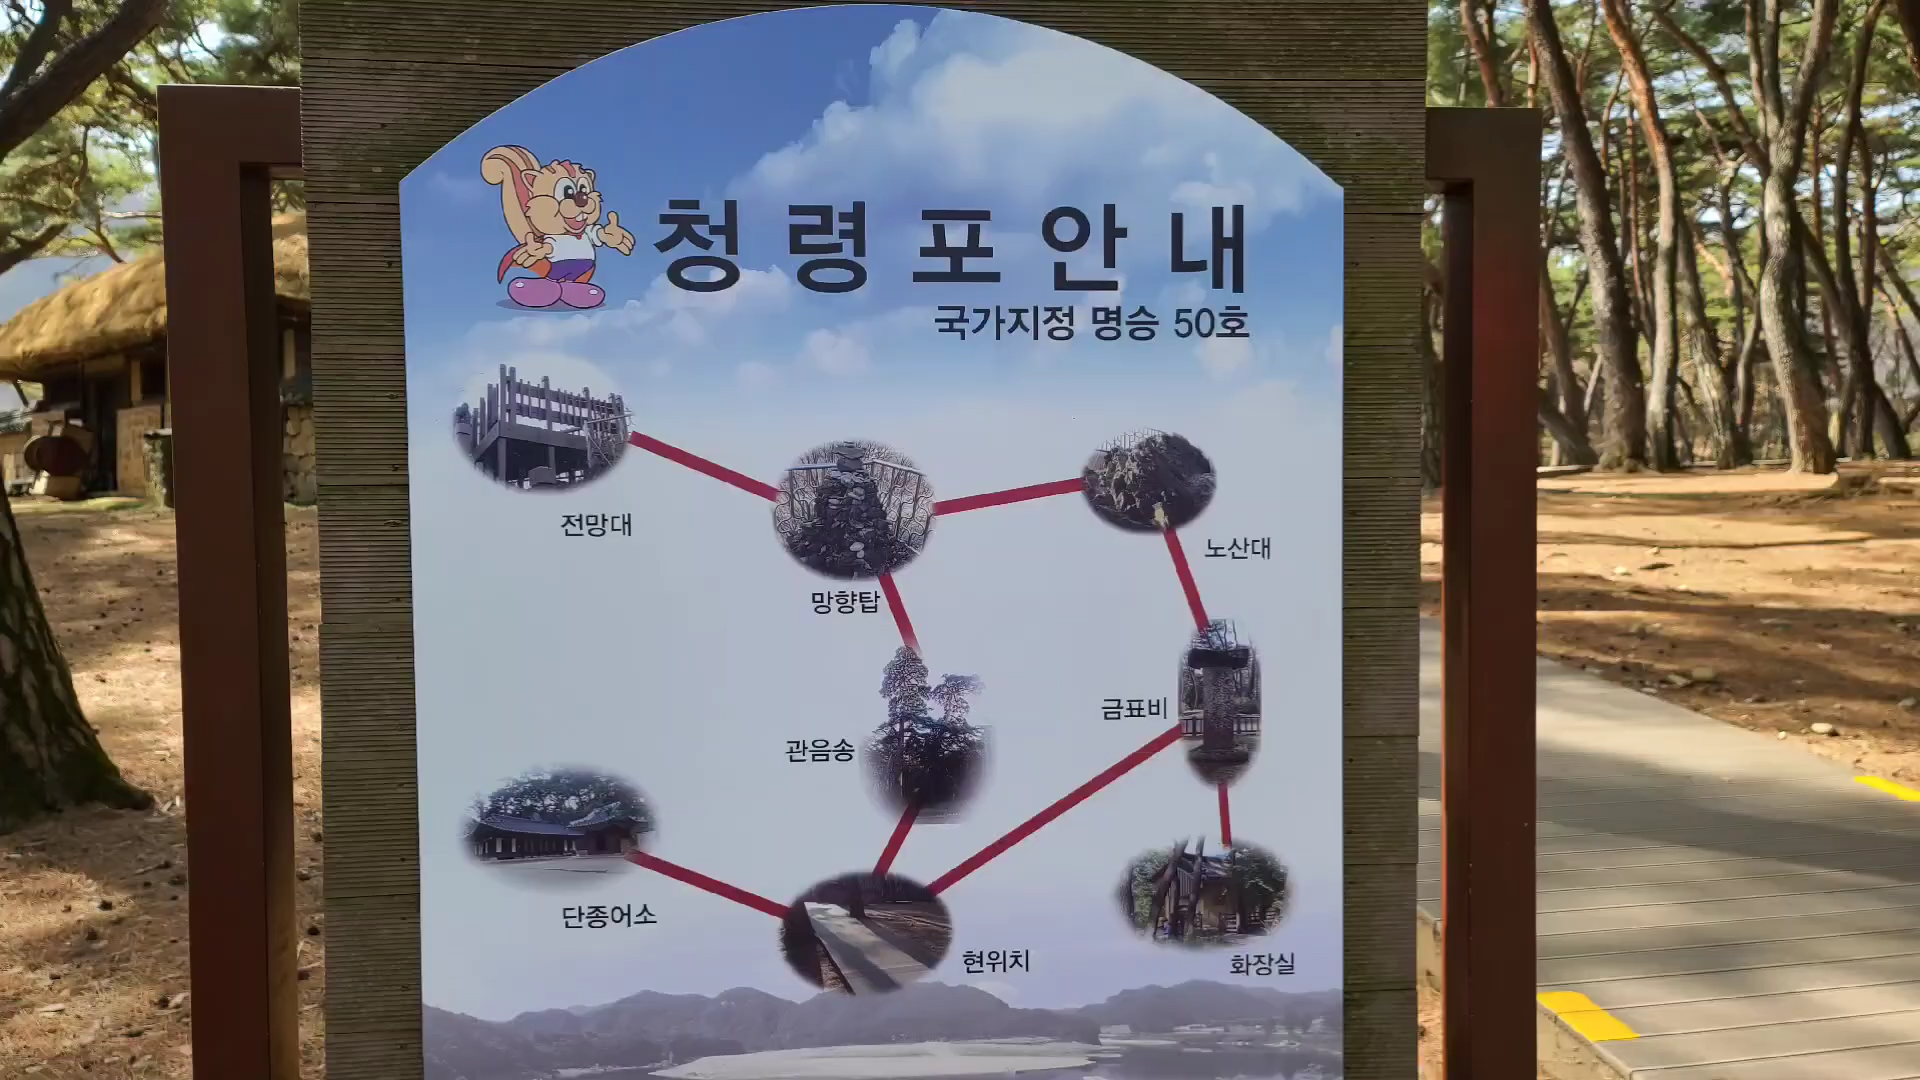 청령포안내
국가지정 명승 50호
전망대
노산대
망향탑
금표비
관음송
단종어소
현위치
화장실